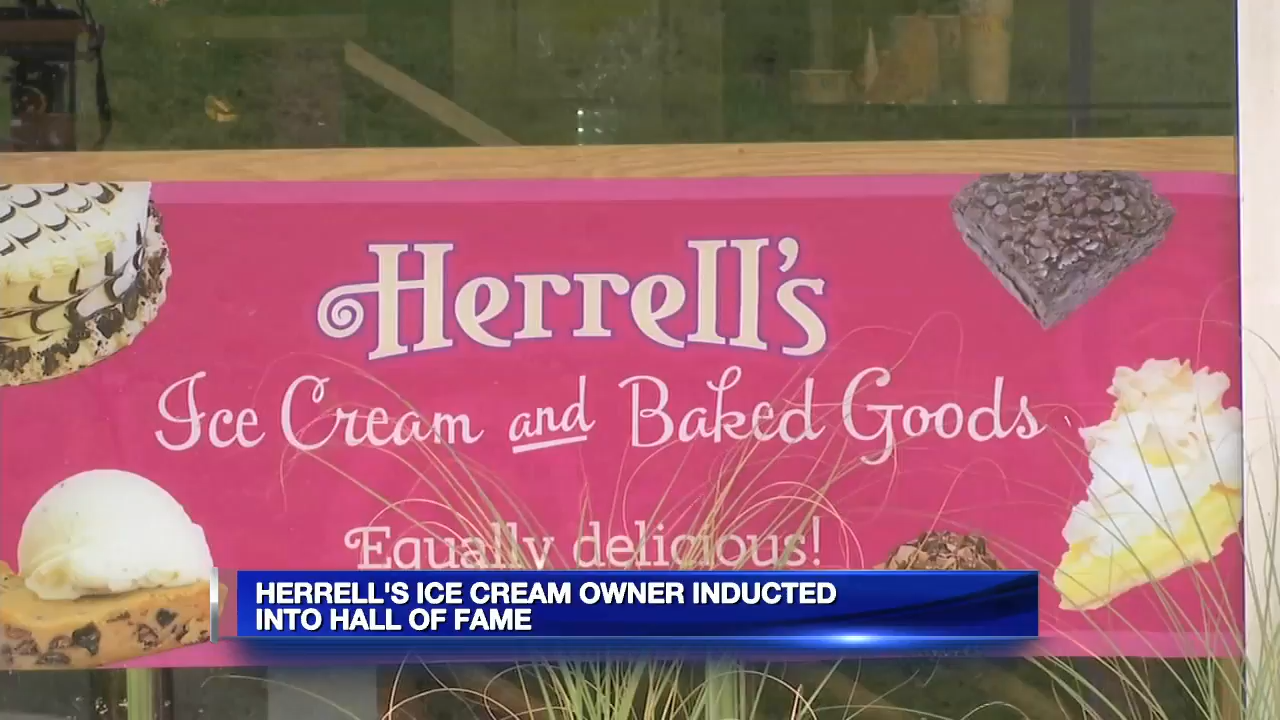 Herrell's
Ice Cream and Baked Goods
Equally delicious!
HERRELL'S ICE CREAM OWNER INDUCTED
INTO HALL OF FAME